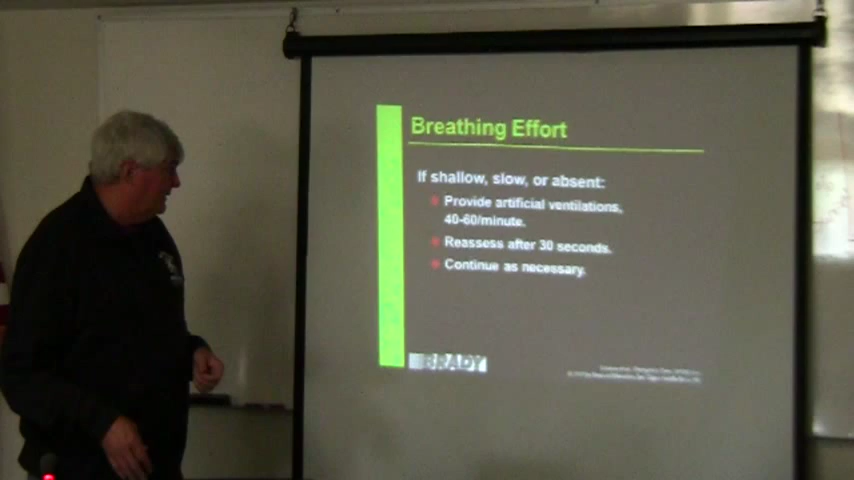 Breathing Effort
If shallow, slow, or absent:
Provide artificial ventilations,
40-60/minute.
Reassess after 30 seconds.
Continue as necessary.
BRADY